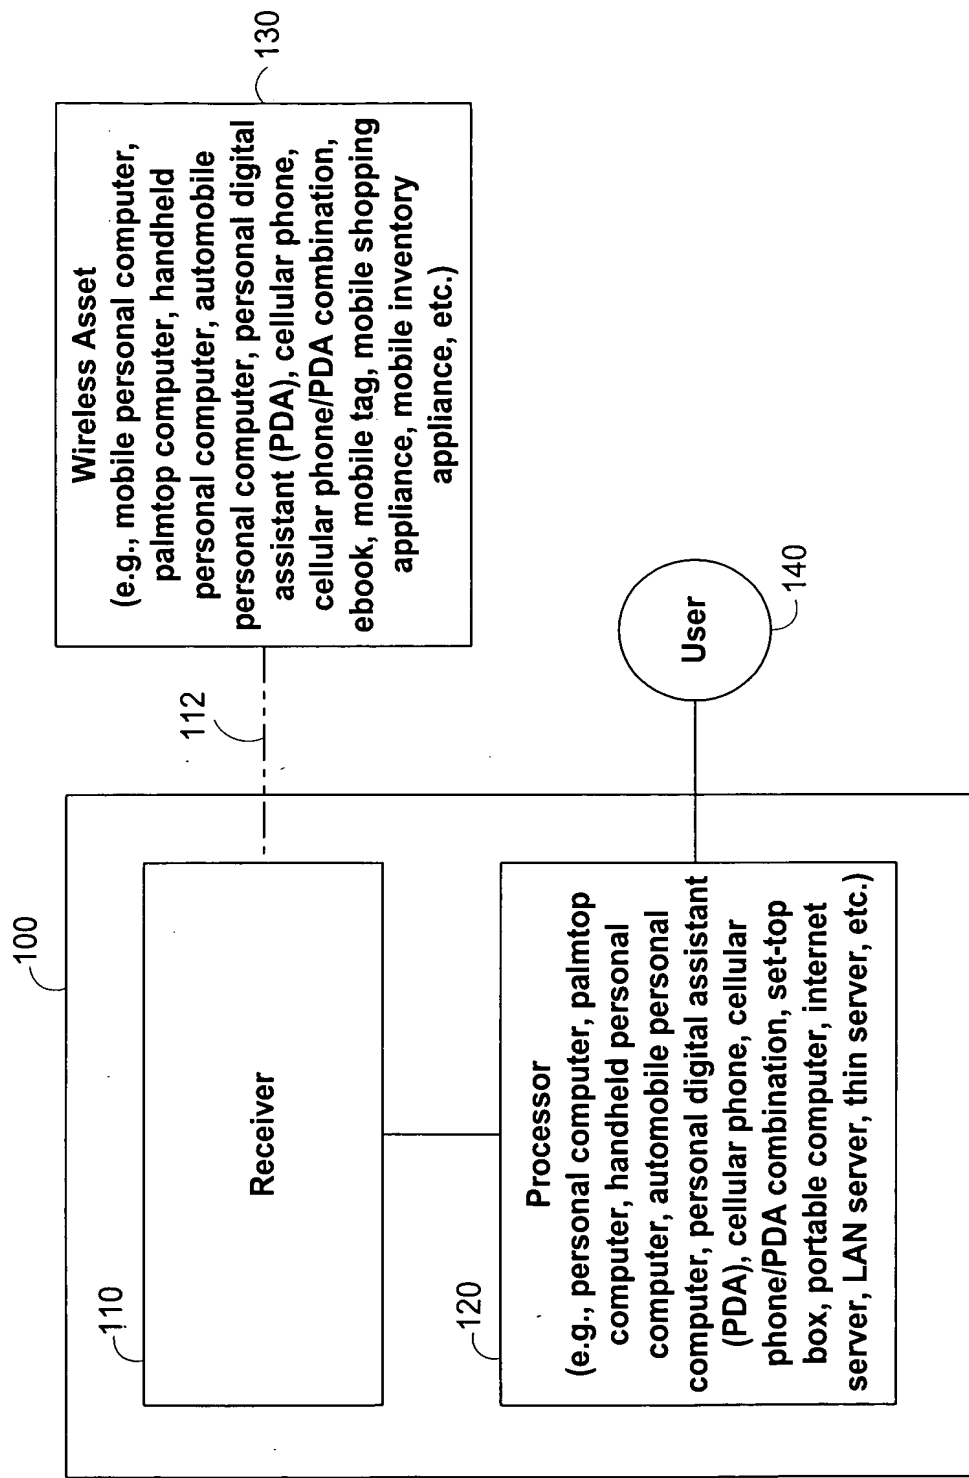 100
110
Receiver
112
Wireless Asset
(e.g., mobile personal computer,
palmtop computer, handheld
personal computer, automobile
personal computer, personal digital
assistant (PDA), cellular phone,
cellular phone/PDA combination,
ebook, mobile tag, mobile shopping
appliance, mobile inventory
appliance, etc.)
130
120
Processor
(e.g., personal computer, palmtop
computer, handheld personal
computer, automobile personal
computer, personal digital assistant
(PDA), cellular phone, cellular
phone/PDA combination, set-top
box, portable computer, internet
server, LAN server, thin server, etc.)
User
140